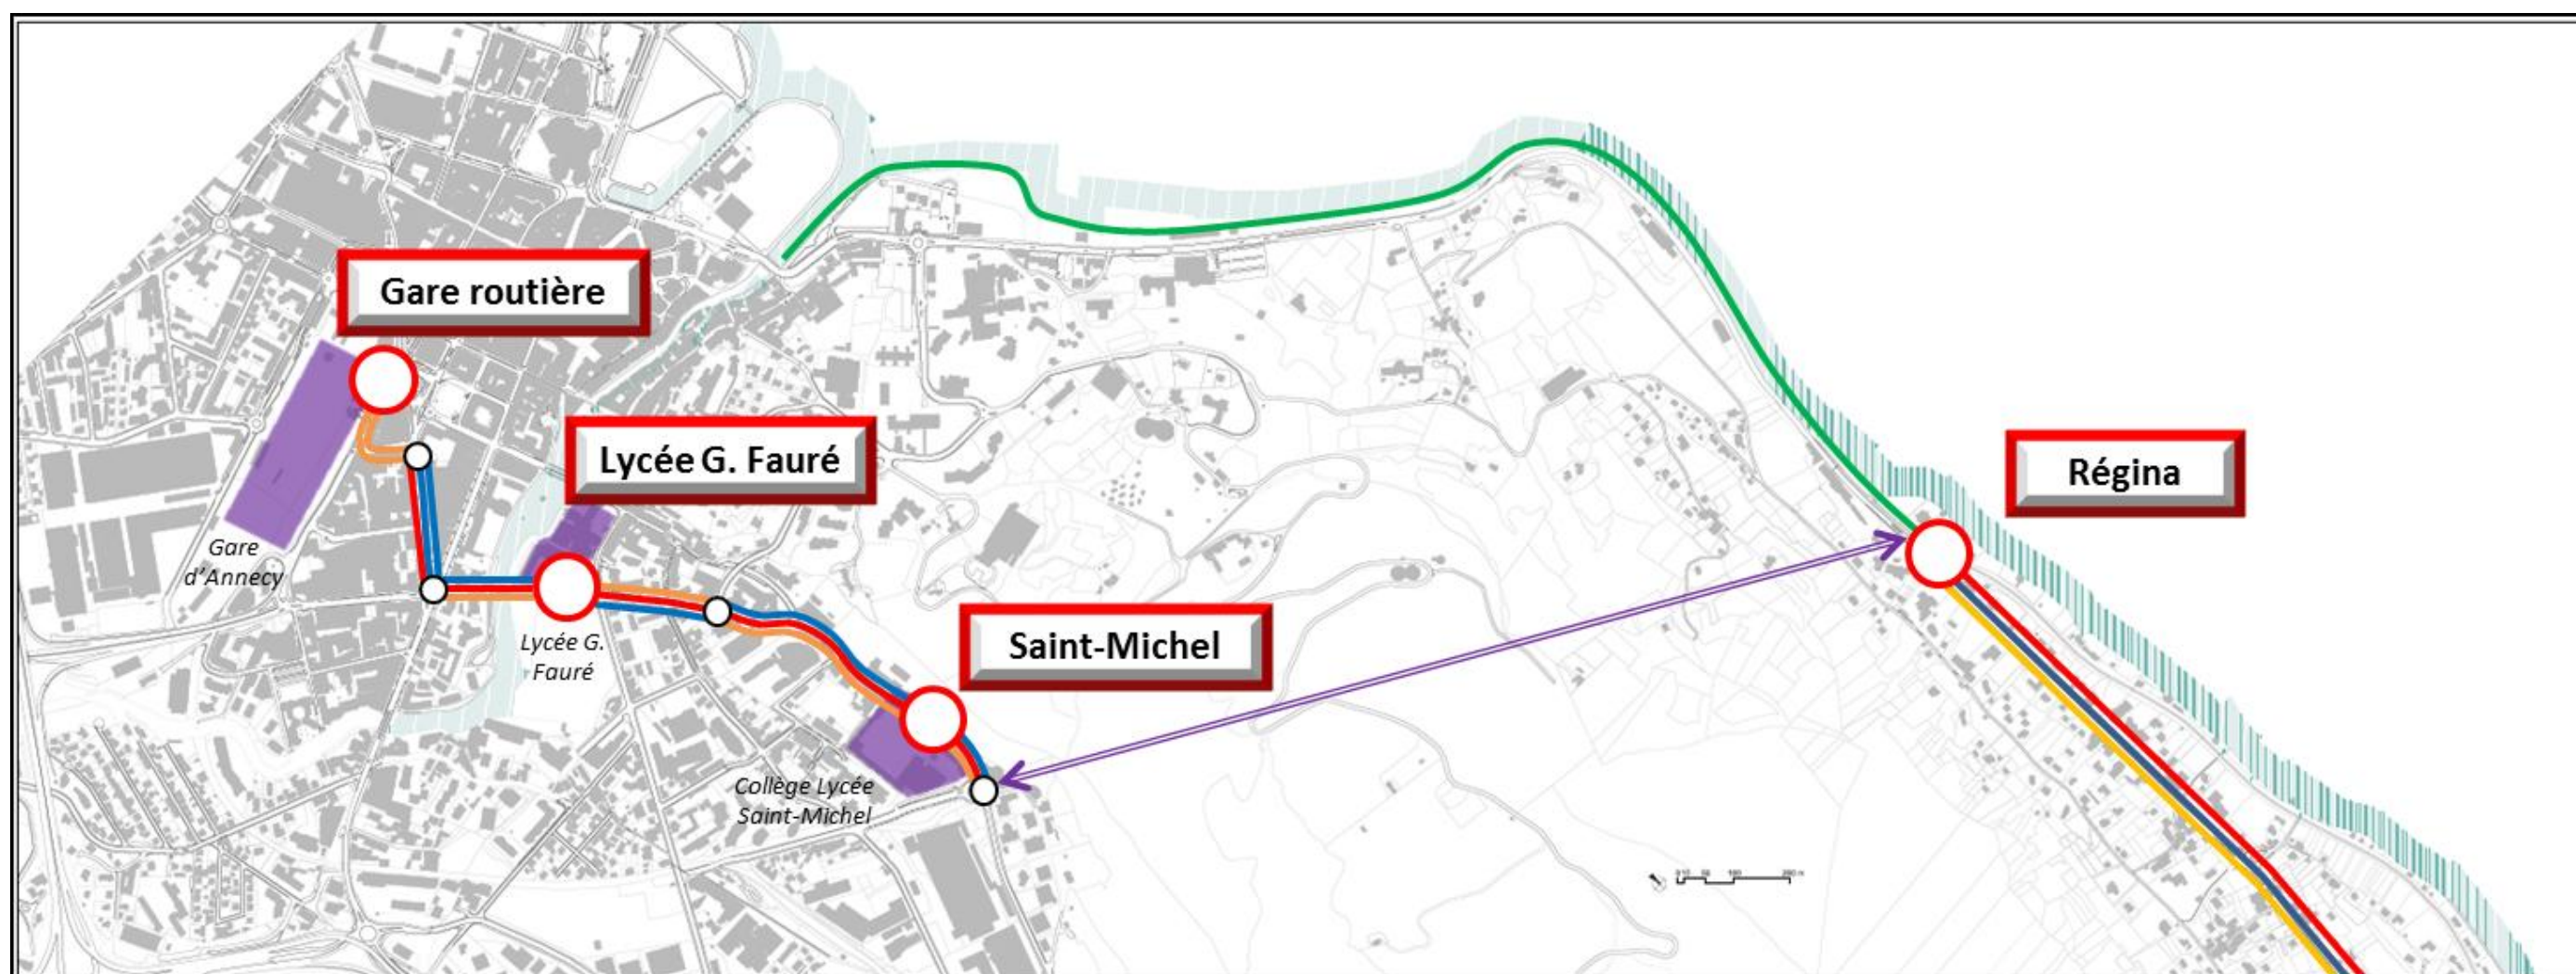 Gare routière
Lycée G. Fauré
Régina
Gare
d'Annecy
Lycée G.
Fauré
Saint-Michel
Collège Lycée
Saint-Michel